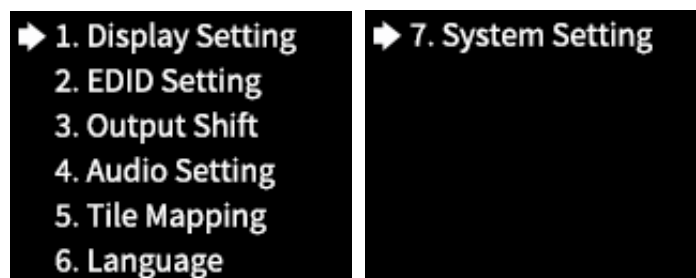 1. Display Setting
2. EDID Setting
3. Output Shift
4. Audio Setting
5. Tile Mapping
6. Language
7. System Setting